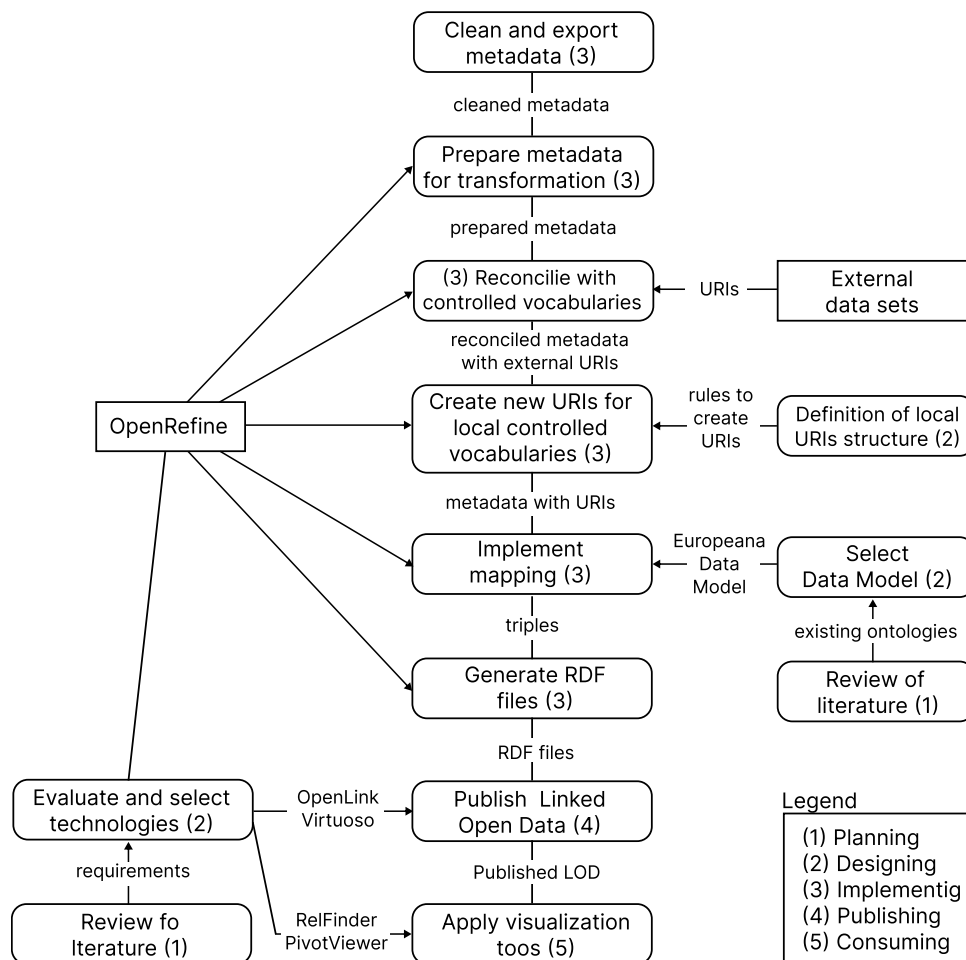 Clean and export
metadata (3)
cleaned metadata
Prepare metadata
for transformation (3)
prepared metadata
(3) Reconcilie with
controlled vocabularies
URIs
External
data sets
reconciled metadata
with external URIs
OpenRefine
Create new URIs for
local controlled
vocabularies (3)
rules to
create
URIs
Definition of local
URIs structure (2)
metadata with URIs
Implement
mapping (3)
Europeana
Data
Model
Select
Data Model (2)
triples
existing ontologies
Generate RDF
files (3)
Review of
literature (1)
RDF files
Evaluate and select
technologies (2)
OpenLink
Virtuoso
Publish Linked
Open Data (4)
requirements
Published LOD
Review fo
lterature (1)
RelFinder
PivotViewer
Apply visualization
toos (5)
Legend
(1) Planning
(2) Designing
(3) Implementig
(4) Publishing
(5) Consuming